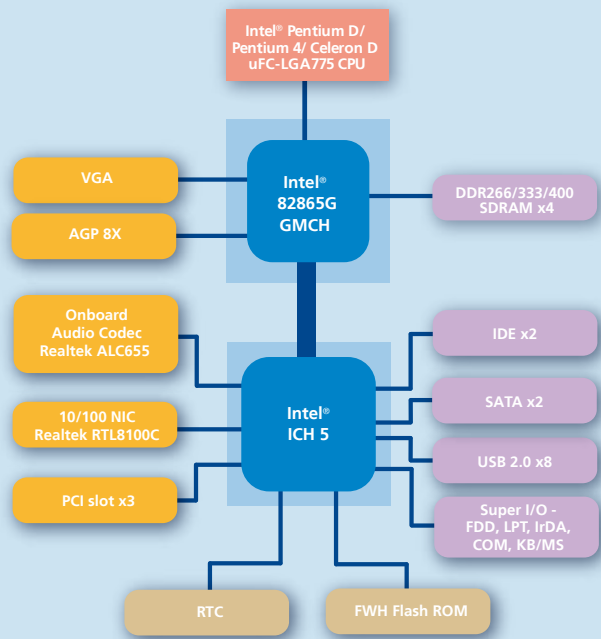 Intel® Pentium D/
Pentium 4/ Celeron D
uFC-LGA775 CPU
VGA
AGP 8X
Intel®
82865G
GMCH
DDR266/333/400
SDRAM x4
Onboard
Audio Codec
Realtek ALC655
10/100 NIC
Realtek RTL8100C
PCI slot x3
Intel®
ICH 5
IDE x2
SATA x2
USB 2.0 x8
Super I/O -
FDD, LPT, IrDA,
COM, KB/MS
RTC
FWH Flash ROM